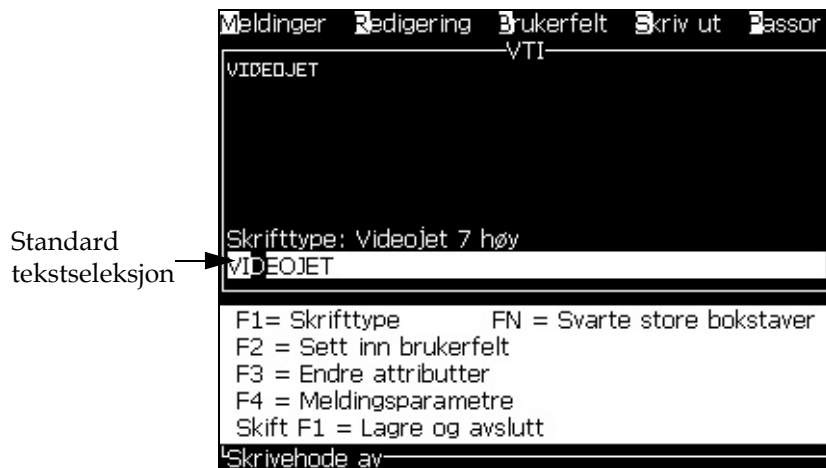 Meldinger Redigering Brukerfelt Skriv ut Passor
VTI
VIDEOJET
Skrifttype: Videojet 7 høy
Standard
tekstseleksjon
VIDEOJET
F1= Skrifttype FN = Svarte store bokstaver
F2 = Sett inn brukerfelt
F3 = Endre attributter
F4 = Meldingsparametre
Skift F1 = Lagre og avslutt
Skrivehode av